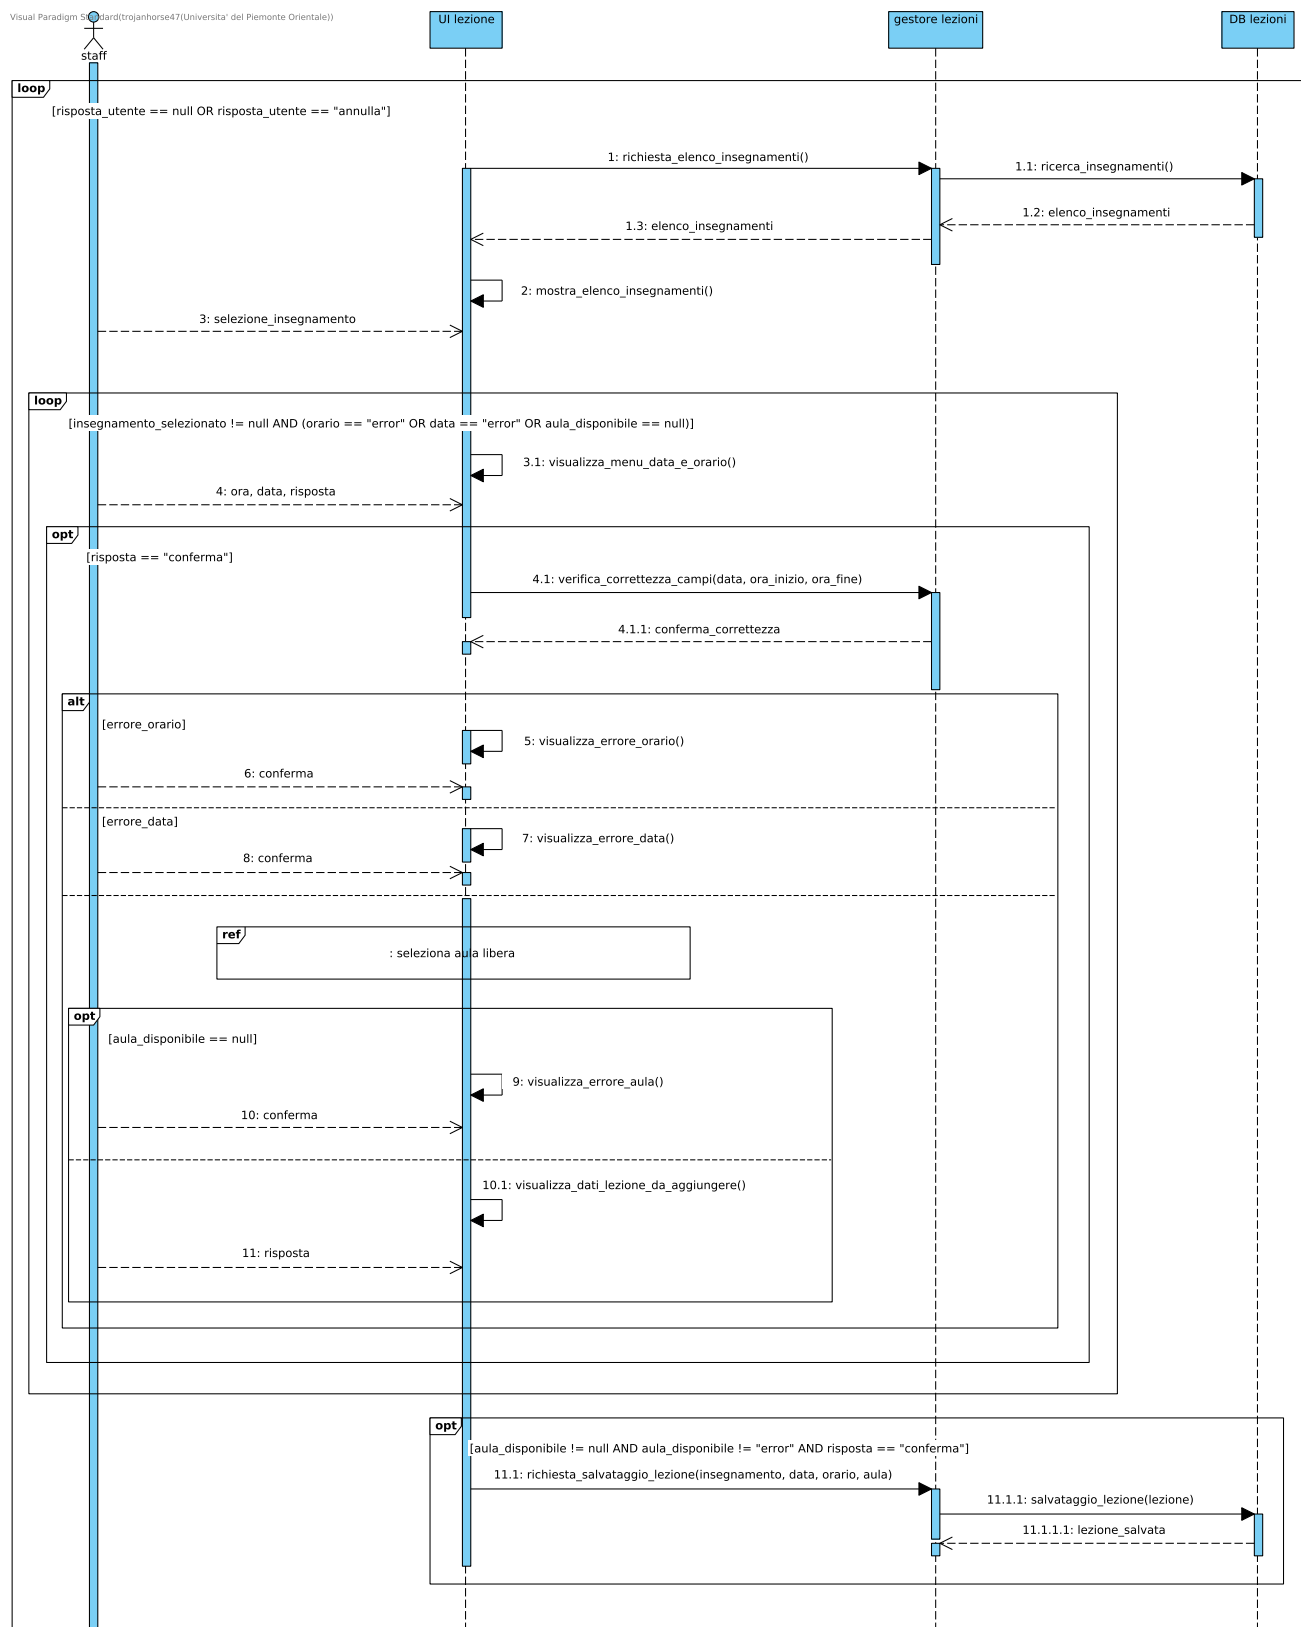 Visual Paradigm Standard(trojanhorse47(Universita' del Piemonte Orientale))
staff
UI lezione
gestore lezioni
DB lezioni
loop
[risposta_utente == null OR risposta_utente == "annulla"]
1: richiesta_elenco_insegnamenti()
1.1: ricerca_insegnamenti()
1.2: elenco_insegnamenti
1.3: elenco_insegnamenti
2: mostra_elenco_insegnamenti()
3: selezione_insegnamento
loop
[insegnamento_selezionato != null AND (orario == "error" OR data == "error" OR aula_disponibile == null)]
3.1: visualizza_menu_data_e_orario()
4: ora, data, risposta
opt
[risposta == "conferma"]
4.1: verifica_correttezza_campi(data, ora_inizio, ora_fine)
4.1.1: conferma_correttezza
alt
[errore_orario]
5: visualizza_errore_orario()
6: conferma
[errore_data]
7: visualizza_errore_data()
8: conferma
ref
: seleziona aula libera
opt
[aula_disponibile == null]
9: visualizza_errore_aula()
10: conferma
10.1: visualizza_dati_lezione_da_aggiungere()
11: risposta
opt
[aula_disponibile != null AND aula_disponibile != "error" AND risposta == "conferma"]
11.1: richiesta_salvataggio_lezione(insegnamento, data, orario, aula)
11.1.1: salvataggio_lezione(lezione)
11.1.1.1: lezione_salvata